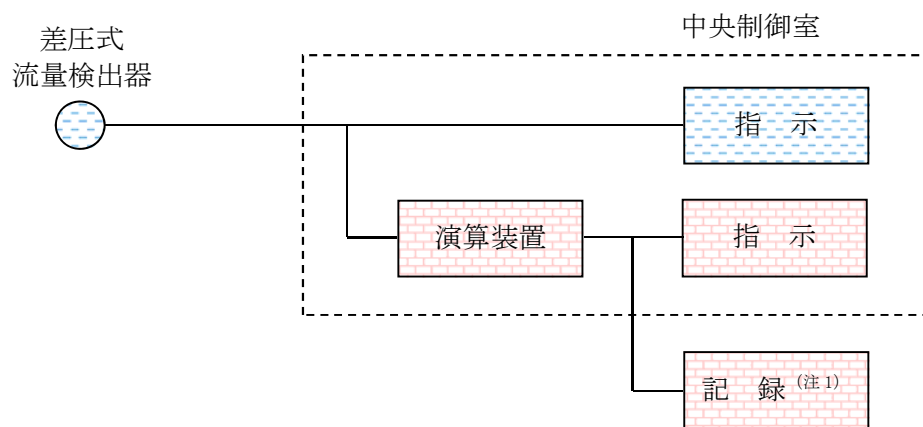 中央制御室
差圧式
流量検出器
指 示
演算装置
指 示
記 録 (注1)